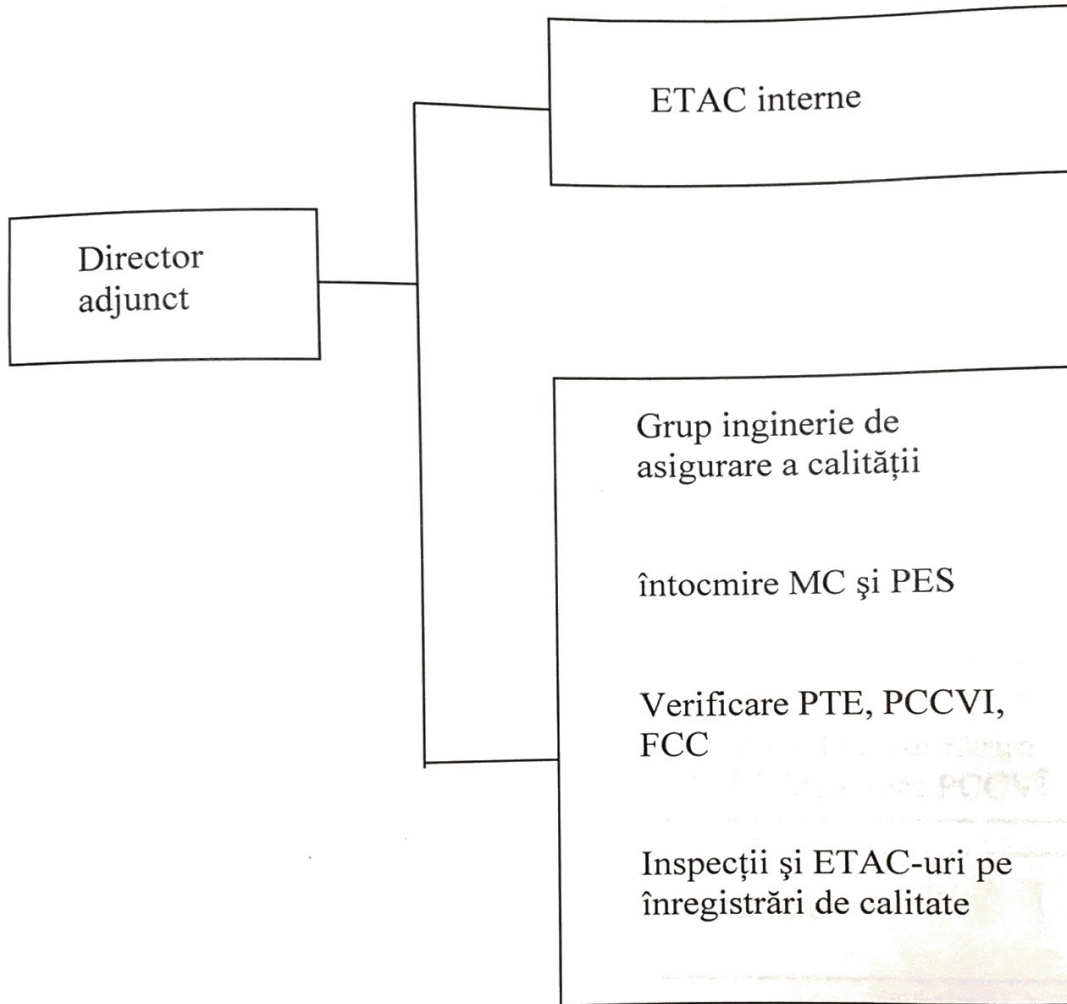 ETAC interne
Director
adjunct
Grup inginerie de
asigurare a calității
întocmire MC şi PES
Verificare PTE, PCCVI,
FCC
Inspecții şi ETAC-uri pe
înregistrări de calitate